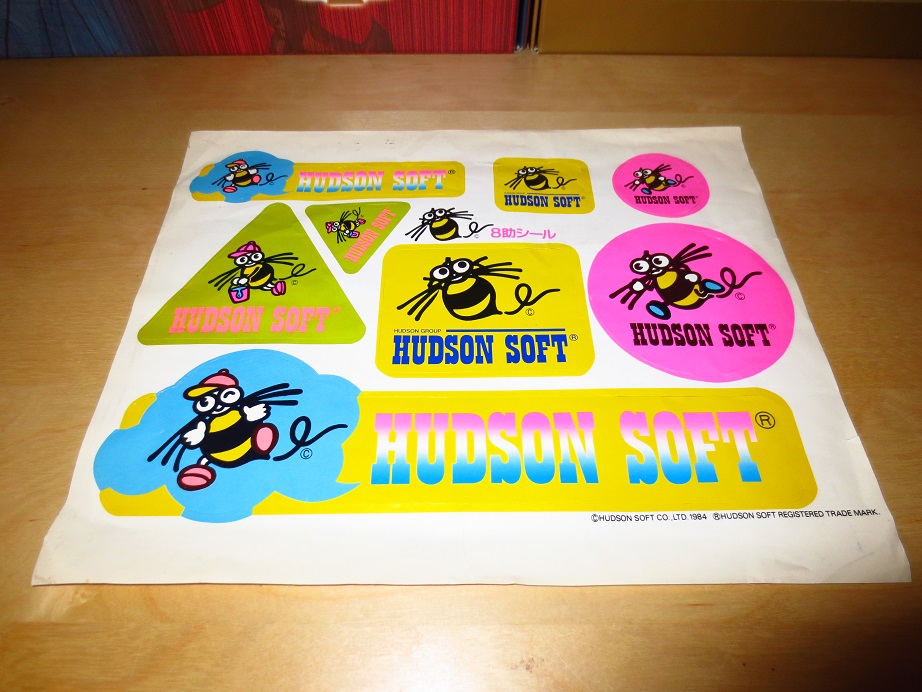 HUDSON SOFT®
HUDSON SOFT®
©
HUDSON SOFT
©
HUDSON SOFT
8助シール
©
HUDSON SOFT®
©
HUDSON GROUP
HUDSON SOFT®
©
HUDSON SOFT®
©
HUDSON SOFT®
©HUDSON SOFT CO.,LTD. 1984 ®HUDSON SOFT REGISTERED TRADE MARK.